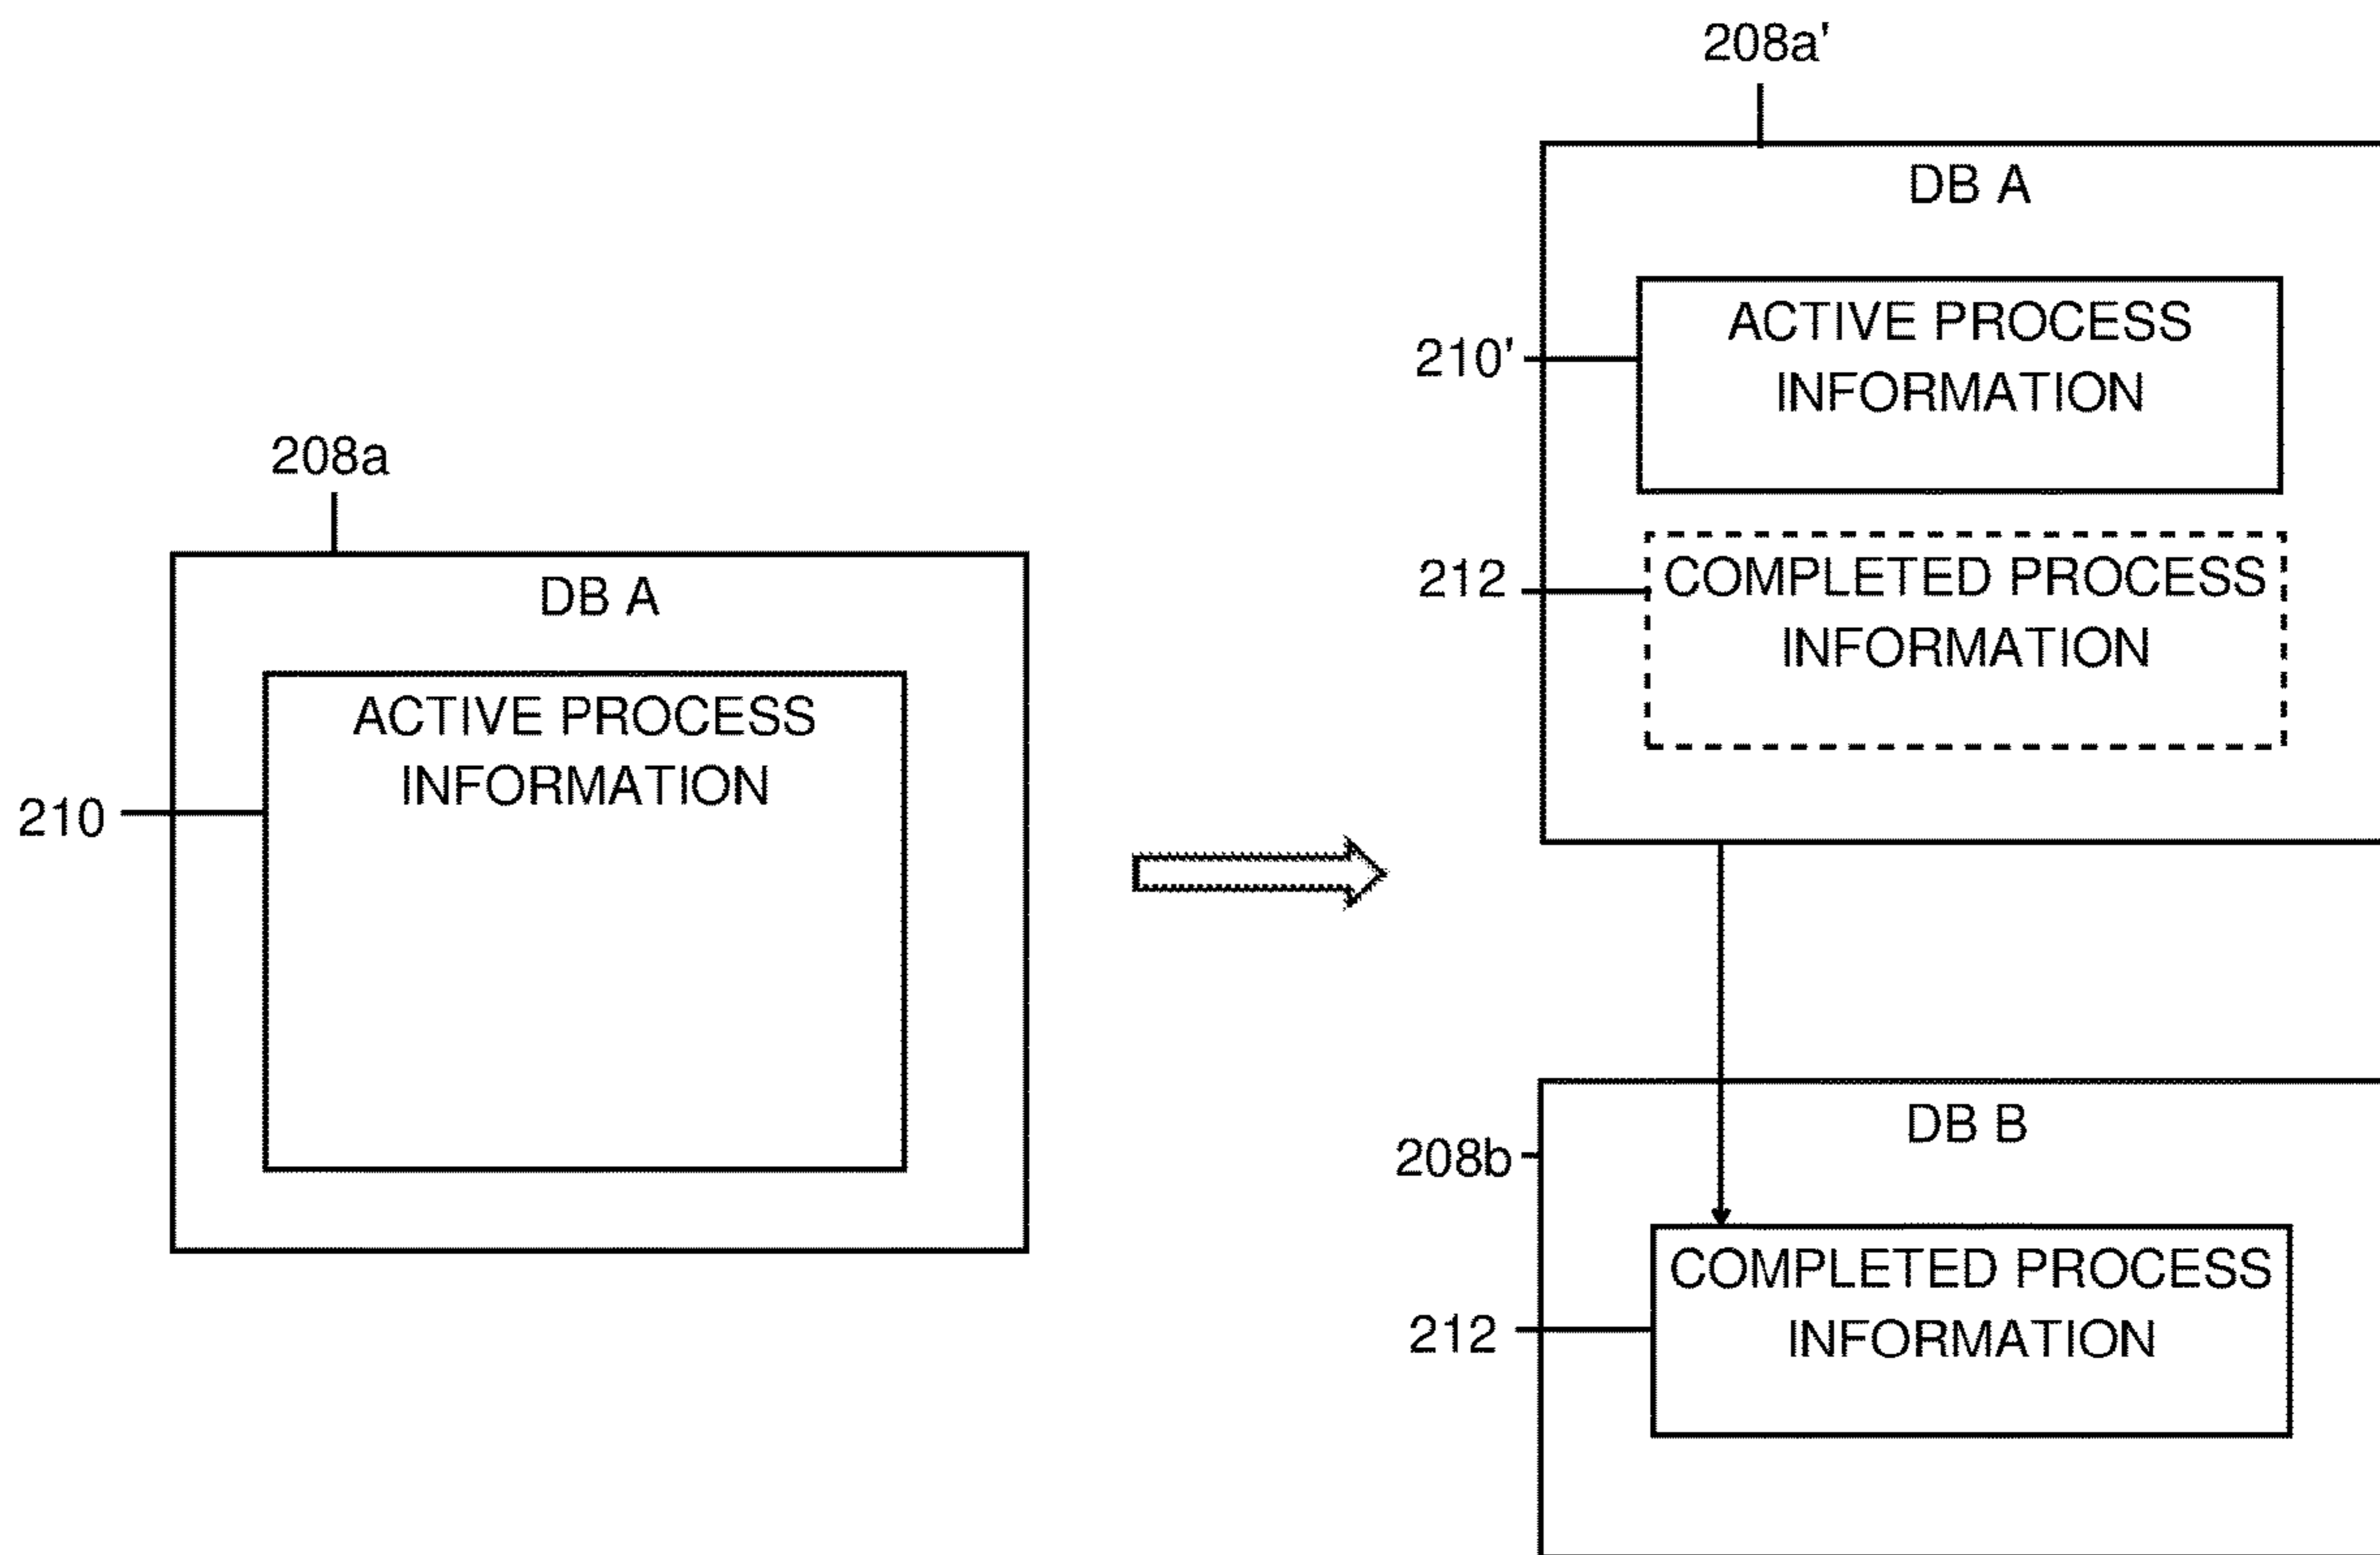 208a
DB A
ACTIVE PROCESS
INFORMATION
210
208a'
DB A
ACTIVE PROCESS
INFORMATION
210'
COMPLETED PROCESS
INFORMATION
212
DB B
208b
COMPLETED PROCESS
INFORMATION
212